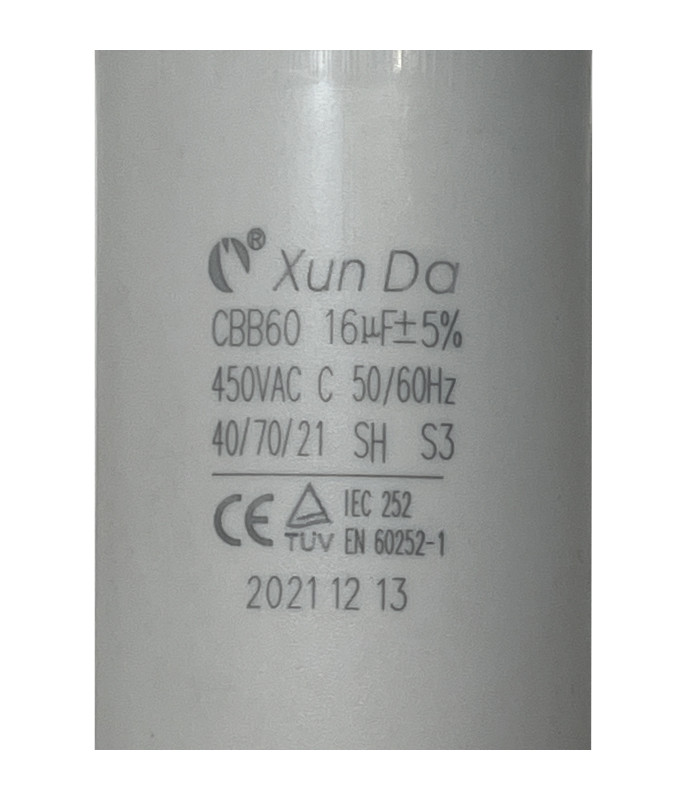 ® Xun Da
CBB60 16μF±5%
450VAC C 50/60Hz
40/70/21 SH S3
CE TÜV IEC 252
EN 60252-1
2021 12 13